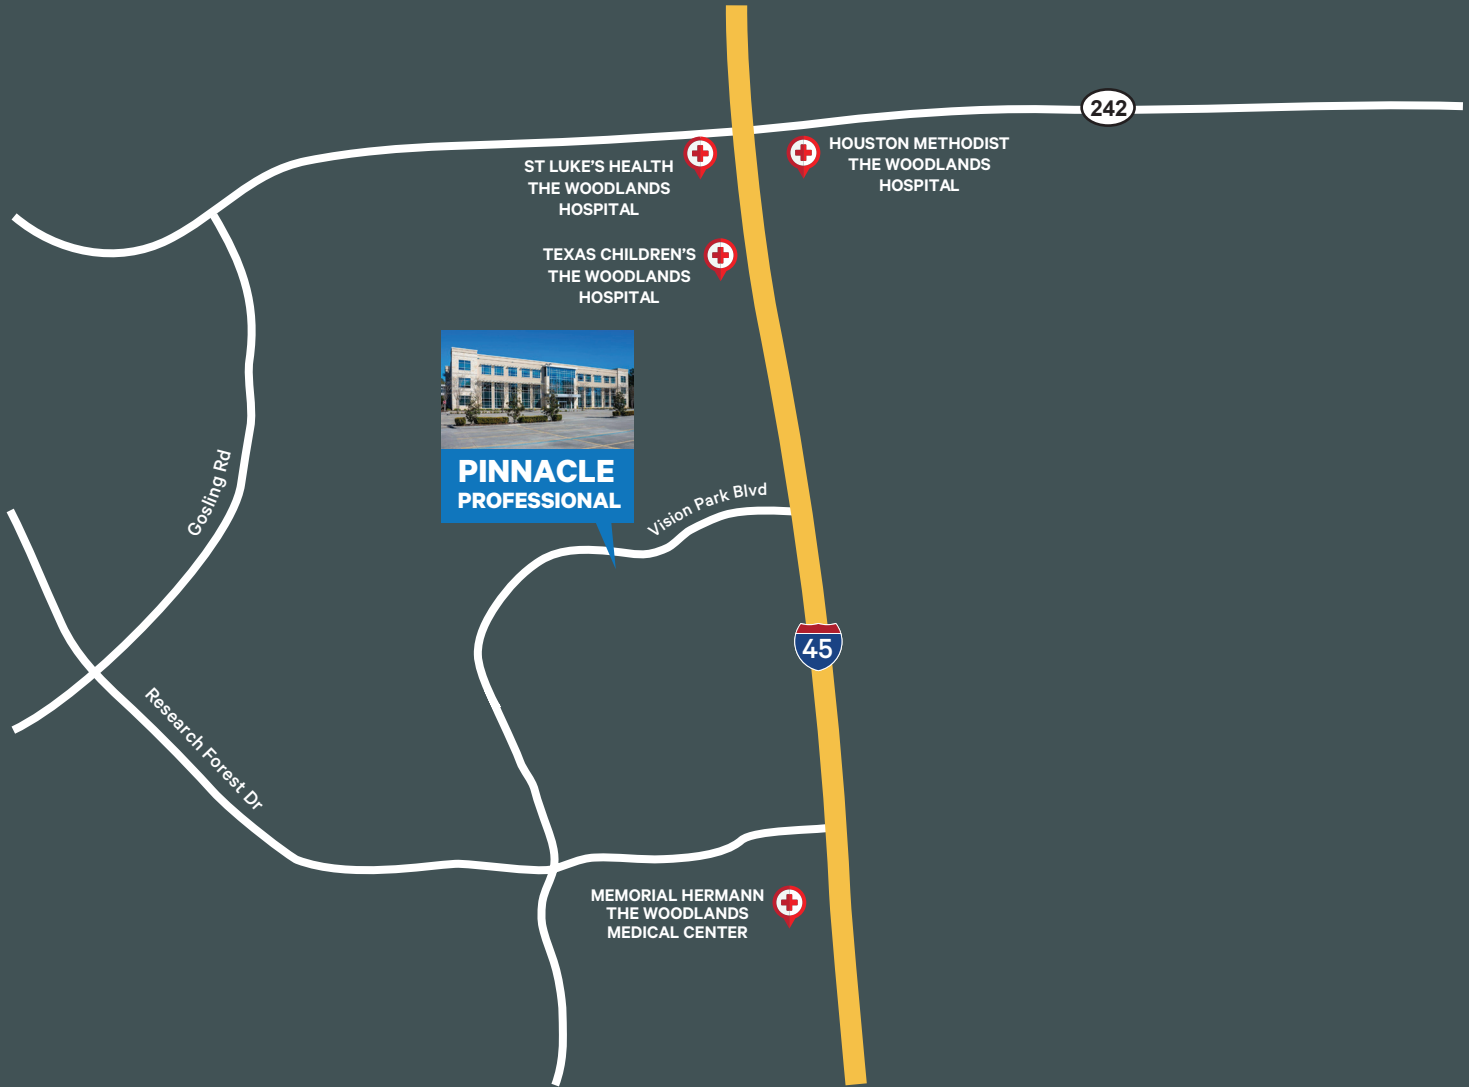 242
ST LUKE'S HEALTH
THE WOODLANDS
HOSPITAL
HOUSTON METHODIST
THE WOODLANDS
HOSPITAL
TEXAS CHILDREN'S
THE WOODLANDS
HOSPITAL
PINNACLE
PROFESSIONAL
Vision Park Blvd
Gosling Rd
45
Research Forest Dr
MEMORIAL HERMANN
THE WOODLANDS
MEDICAL CENTER